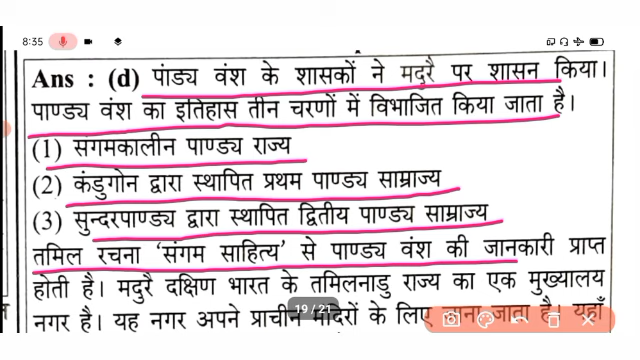 8:35
Ans : (d) पांड्य वंश के शासकों ने मदुरै पर शासन किया।
पाण्ड्य वंश का इतिहास तीन चरणों में विभाजित किया जाता है।
(1) संगमकालीन पाण्ड्य राज्य
(2) कंडुगोन द्वारा स्थापित प्रथम पाण्ड्य साम्राज्य
(3) सुन्दरपाण्ड्य द्वारा स्थापित द्वितीय पाण्ड्य साम्राज्य
तमिल रचना ‘संगम साहित्य’ से पाण्ड्य वंश की जानकारी प्राप्त
होती है। मदुरै दक्षिण भारत के तमिलनाडु राज्य का एक मुख्यालय
नगर है। यह नगर अपने प्राचीन मंदिरों के लिए जाना जाता है। यहाँ
19 / 21